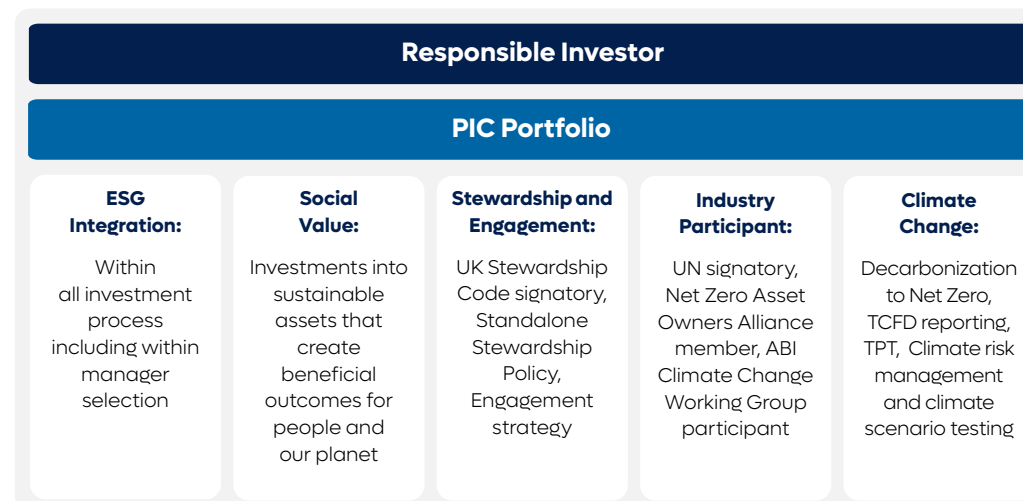 Responsible Investor
PIC Portfolio
ESG
Integration:
Within
all investment
process
including within
manager
selection
Social
Value:
Investments into
sustainable
assets that
create
beneficial
outcomes for
people and
our planet
Stewardship and
Engagement:
UK Stewardship
Code signatory,
Standalone
Stewardship
Policy,
Engagement
strategy
Industry
Participant:
UN signatory,
Net Zero Asset
Owners Alliance
member, ABI
Climate Change
Working Group
participant
Climate
Change:
Decarbonization
to Net Zero,
TCFD reporting,
TPT, Climate risk
management
and climate
scenario testing